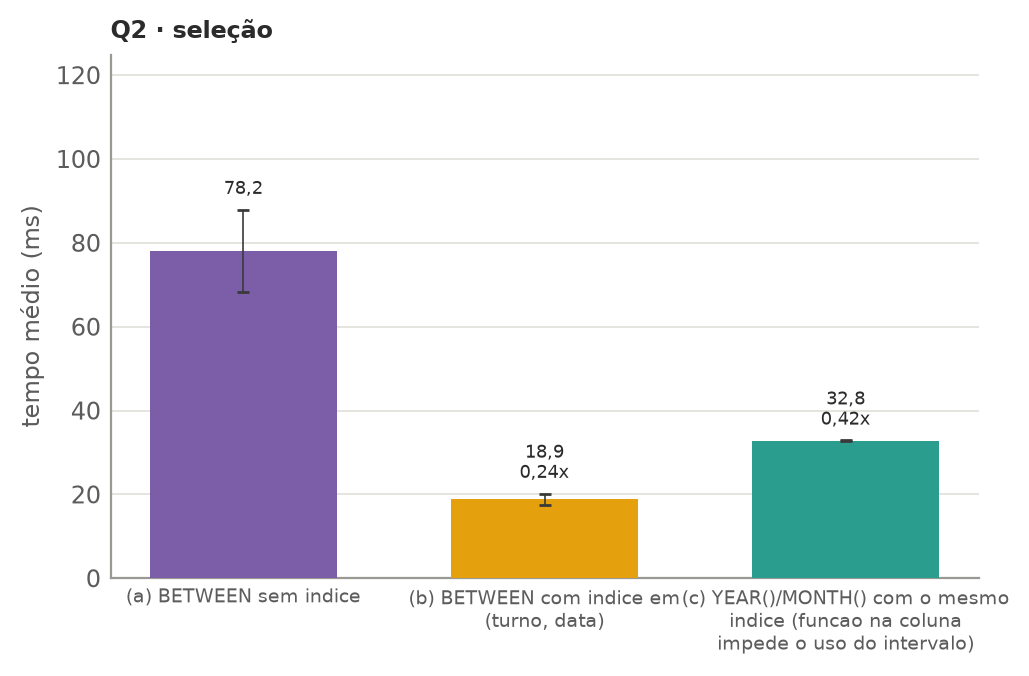 Q2 · seleção
tempo médio (ms)
120
100
80
60
40
20
0
78,2
18,9
0,24x
32,8
0,42x
(a) BETWEEN sem indice
(b) BETWEEN com indice em
(turno, data)
(c) YEAR()/MONTH() com o mesmo
indice (funcao na coluna
impede o uso do intervalo)